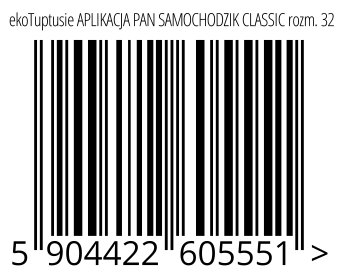 ekoTuptusie APLIKACJA PAN SAMOCHODZIK CLASSIC rozm. 32
5 904422 605551 >